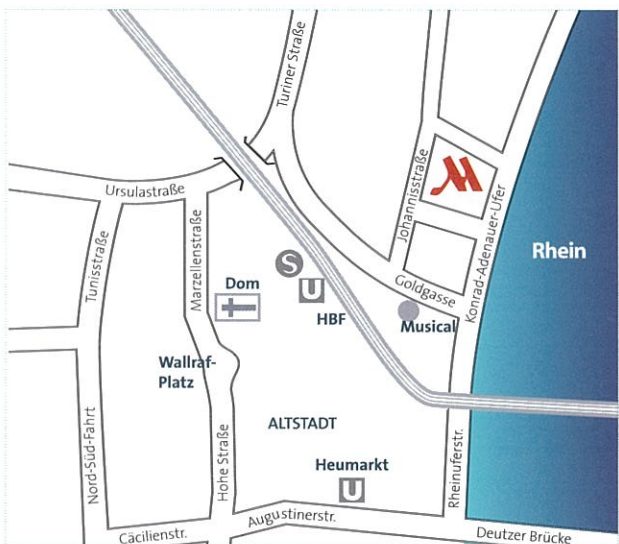 Turiner Straße
Ursulastraße
Johannisstraße
Konrad-Adenauer-Ufer
Rhein
Tunisstraße
Marzellenstraße
Dom
S
U
HBF
Goldgasse
Musical
Wallraf-
Platz
ALTSTADT
Nord-Süd-Fahrt
Hohe Straße
Heumarkt
U
Rheinuferstr.
Cäcilienstr.
Augustinerstr.
Deutzer Brücke